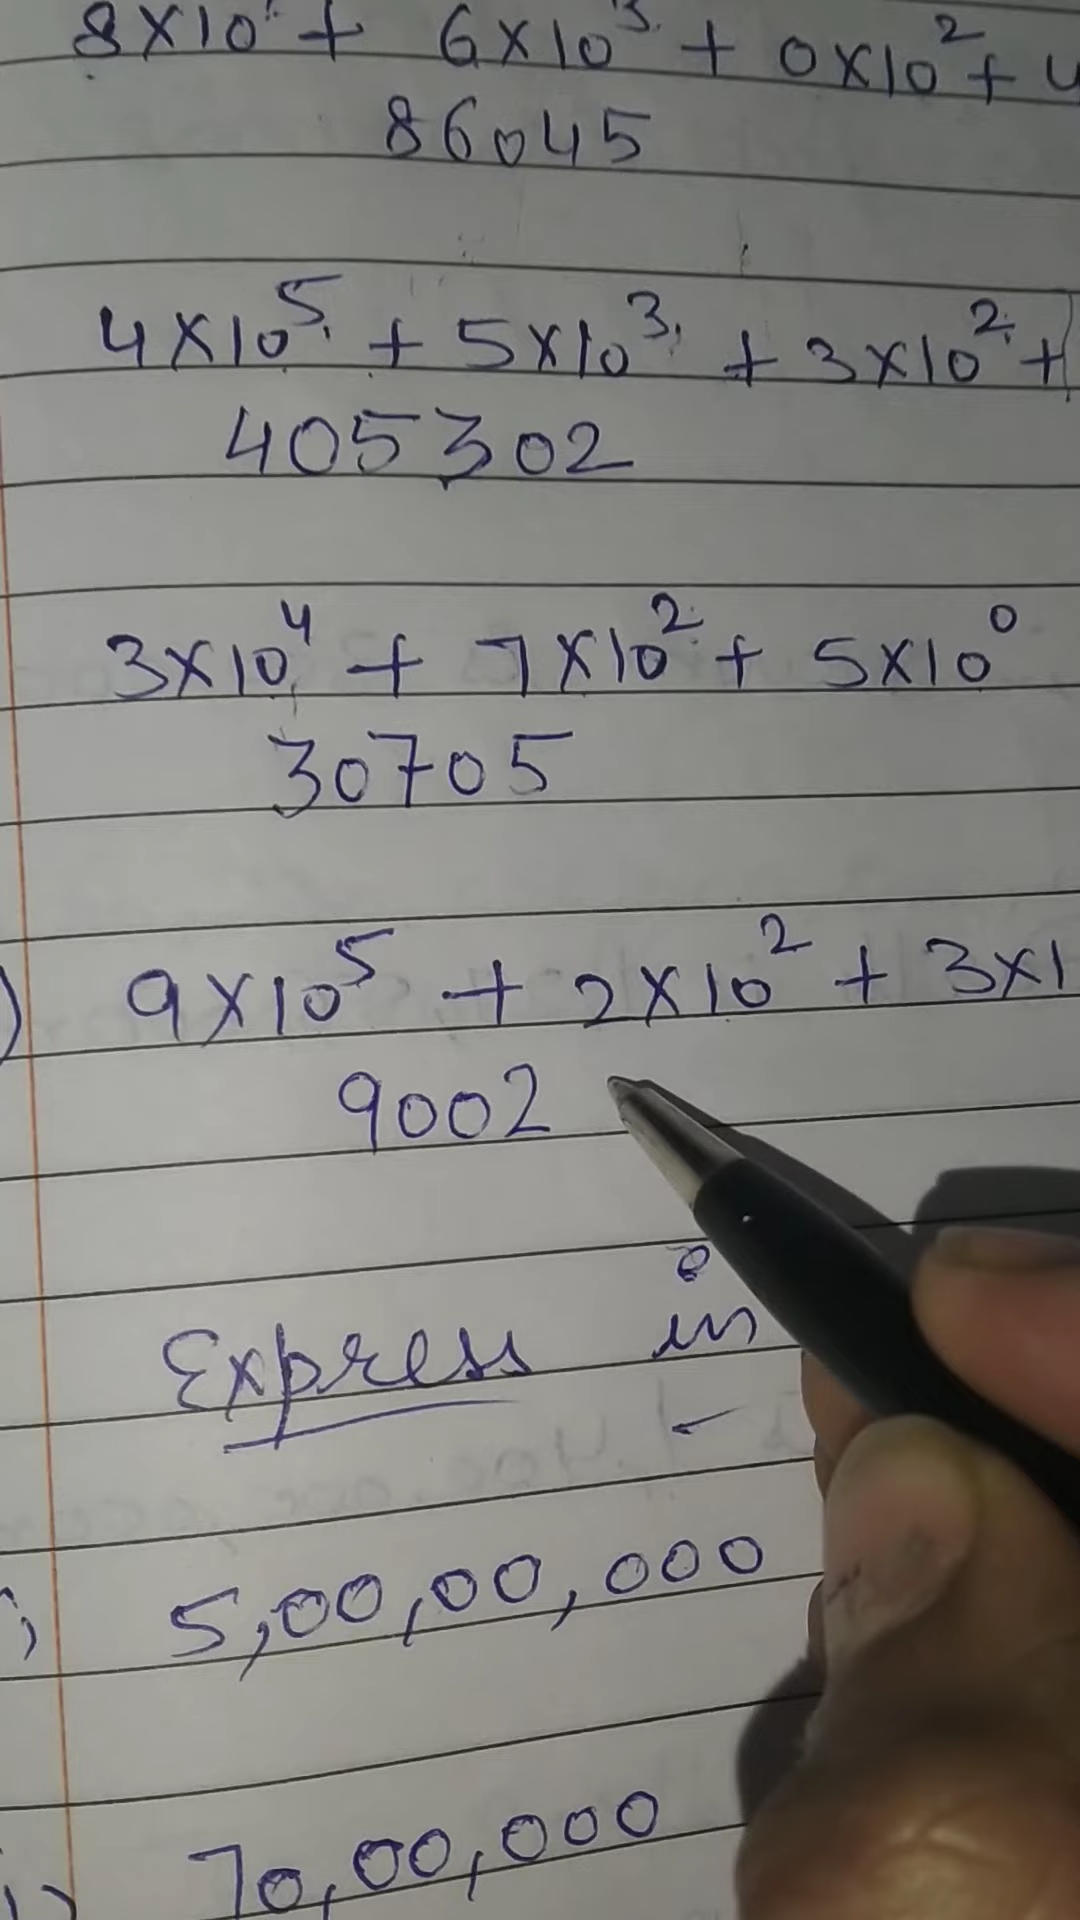 8×10 + 6×10³ + 0×10² + 4
86045
4×10⁵ + 5×10³ + 3×10² +
405302
3×10⁴ + 7×10² + 5×10⁰
30705
) 9×10⁵ + 2×10² + 3×1
9002
Express in
5,00,00,000
70,00,000